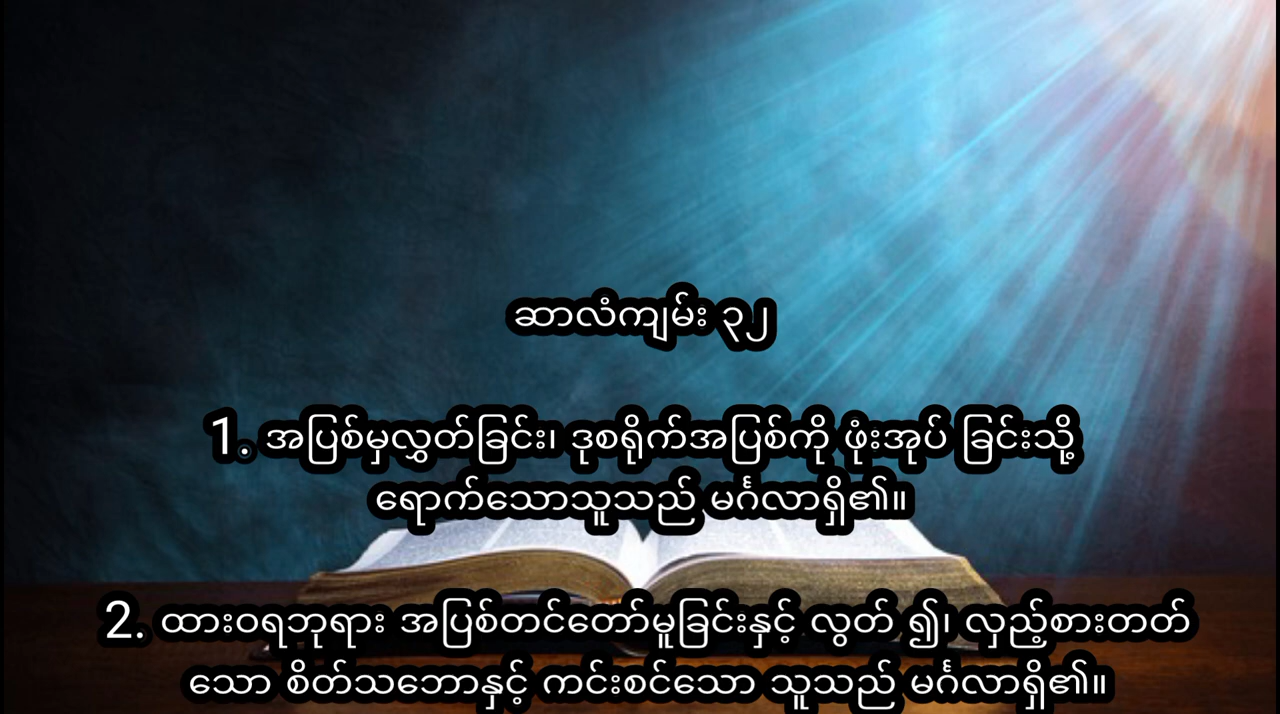 ဆာလံကျမ်း ၃၂
1. အပြစ်မှလွှတ်ခြင်း၊ ဒုစရိုက်အပြစ်ကို ဖုံးအုပ် ခြင်းသို့
ရောက်သောသူသည် မင်္ဂလာရှိ၏။
2. ထားဝရဘုရား အပြစ်တင်တော်မူခြင်းနှင့် လွတ် ၍၊ လှည့်စားတတ်
သော စိတ်သဘောနှင့် ကင်းစင်သော သူသည် မင်္ဂလာရှိ၏။